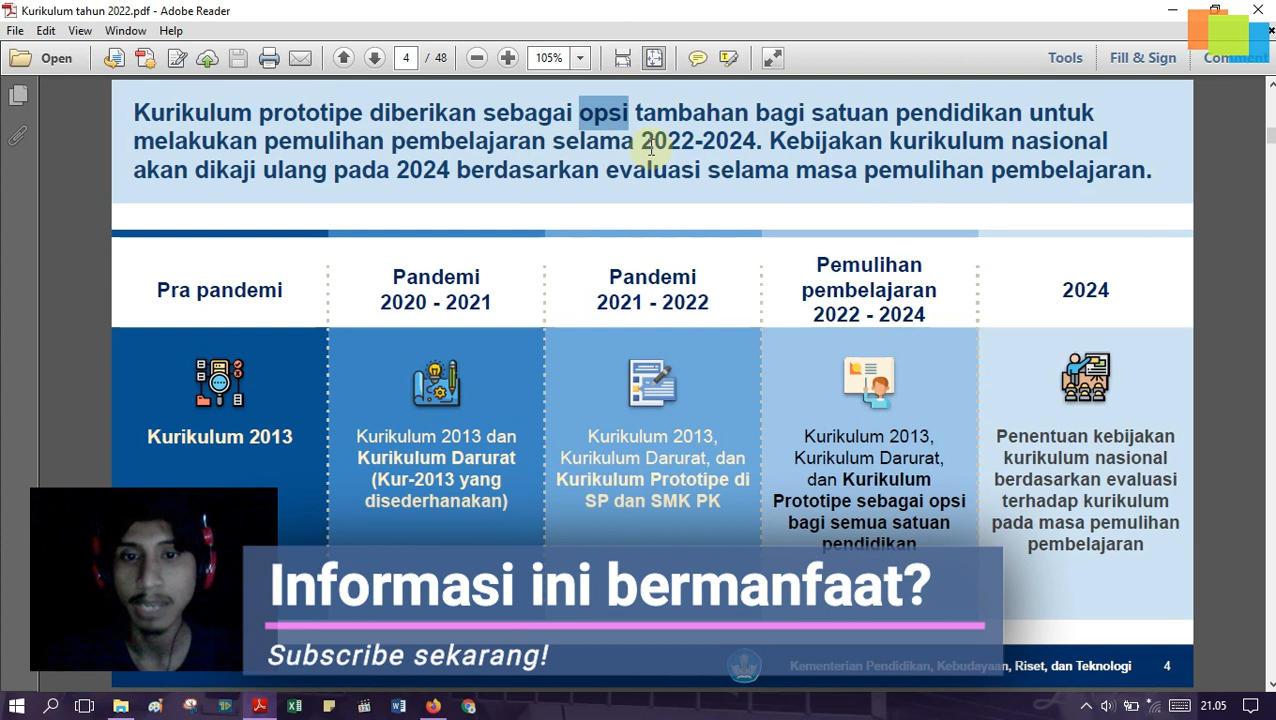 Kurikulum tahun 2022.pdf - Adobe Reader
File Edit View Window Help
Open 4 / 48 105% Tools Fill & Sign Comment
Kurikulum prototipe diberikan sebagai opsi tambahan bagi satuan pendidikan untuk
melakukan pemulihan pembelajaran selama 2022-2024. Kebijakan kurikulum nasional
akan dikaji ulang pada 2024 berdasarkan evaluasi selama masa pemulihan pembelajaran.
Pra pandemi
Pandemi
2020 - 2021
Pandemi
2021 - 2022
Pemulihan
pembelajaran
2022 - 2024
2024
Kurikulum 2013
Kurikulum 2013 dan
Kurikulum Darurat
(Kur-2013 yang
disederhanakan)
Kurikulum 2013,
Kurikulum Darurat, dan
Kurikulum Prototipe di
SP dan SMK PK
Kurikulum 2013,
Kurikulum Darurat,
dan Kurikulum
Prototipe sebagai opsi
bagi semua satuan
pendidikan
Penentuan kebijakan
kurikulum nasional
berdasarkan evaluasi
terhadap kurikulum
pada masa pemulihan
pembelajaran
Informasi ini bermanfaat?
Subscribe sekarang!
Kementerian Pendidikan, Kebudayaan, Riset, dan Teknologi 4
21.05